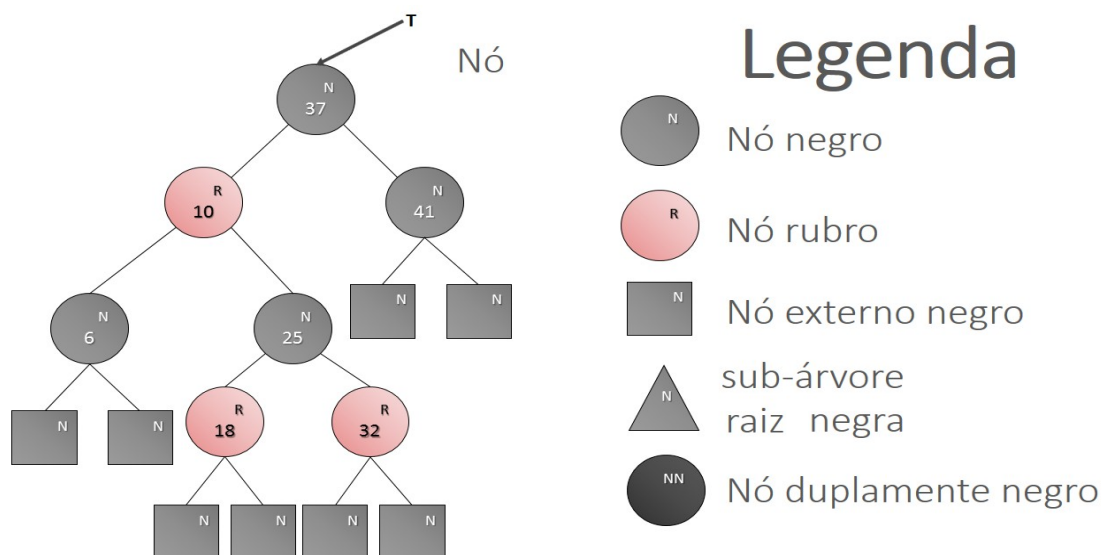 T
Nó
N
37
R
10
N
41
N
6
N
25
N
N
R
18
R
32
N
N
N
N
N
N
Legenda
N
Nó negro
R
Nó rubro
N
Nó externo negro
N
sub-árvore
raiz negra
NN
Nó duplamente negro